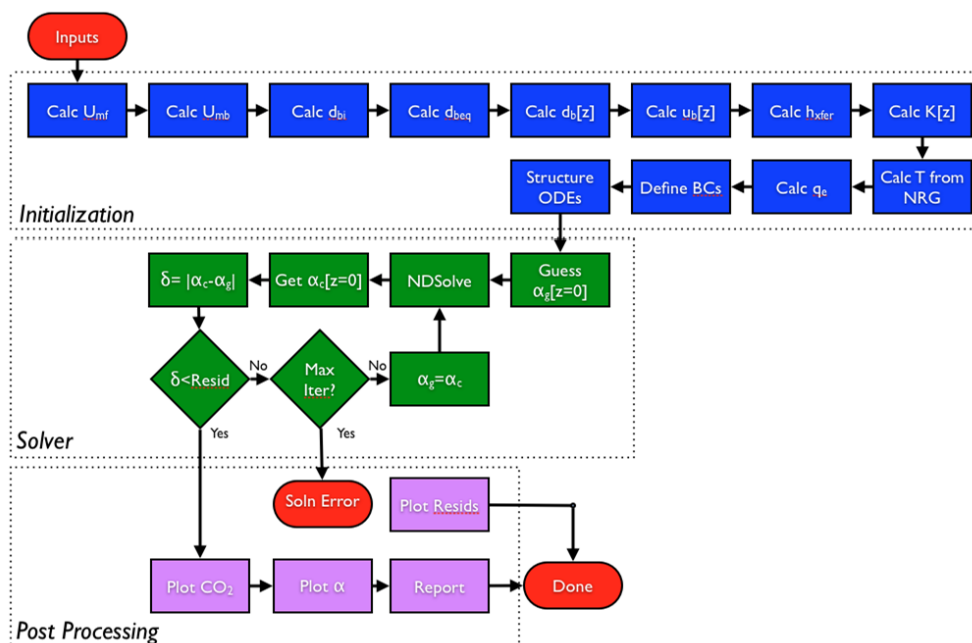 Inputs
Calc Umf
Calc Umb
Calc dbi
Calc dbeq
Calc db[z]
Calc ub[z]
Calc hxfer
Calc K[z]
Structure
ODEs
Define BCs
Calc qe
Calc T from
NRG
Initialization
δ= |αc-αg|
Get αc[z=0]
NDSolve
Guess
αg[z=0]
δ<Resid
No
Max
Iter?
No
αg=αc
Yes
Yes
Solver
Soln Error
Plot Resids
Plot CO₂
Plot α
Report
Done
Post Processing